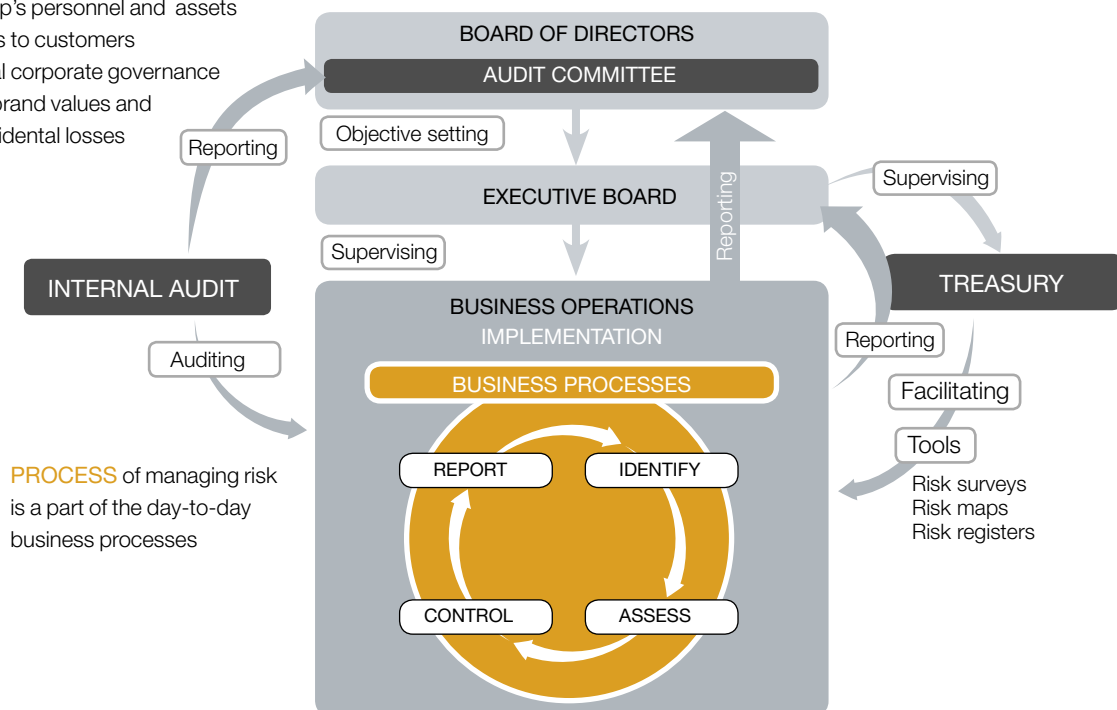 personnel and assets
to customers
corporate governance
brand values and
losses
BOARD OF DIRECTORS
AUDIT COMMITTEE
Objective setting
Reporting
EXECUTIVE BOARD
Supervising
Supervising
Reporting
INTERNAL AUDIT
TREASURY
BUSINESS OPERATIONS
IMPLEMENTATION
Auditing
Reporting
BUSINESS PROCESSES
Facilitating
Tools
Risk surveys
Risk maps
Risk registers
REPORT
IDENTIFY
CONTROL
ASSESS
PROCESS of managing risk
is a part of the day-to-day
business processes